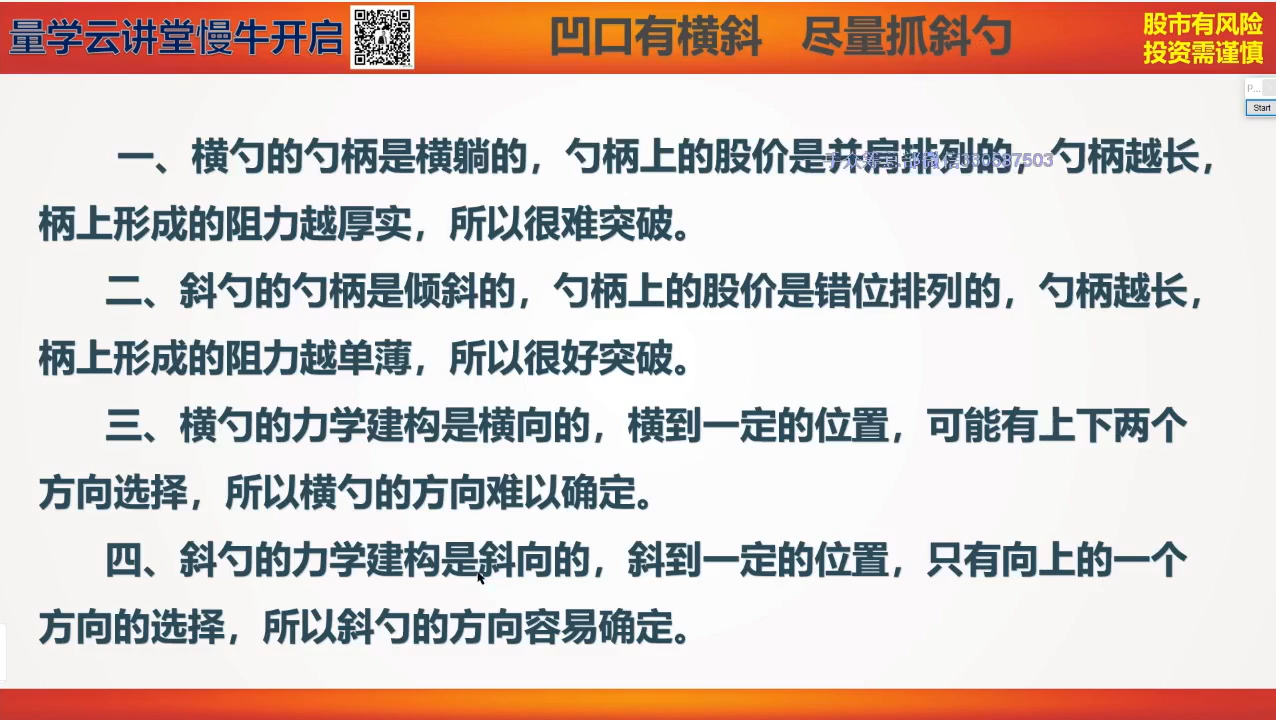 量学云讲堂慢牛开启
凹口有横斜 尽量抓斜勺
股市有风险
投资需谨慎
P...
Start
一、横勺的勺柄是横躺的，勺柄上的股价是并肩排列的，勺柄越长，
柄上形成的阻力越厚实，所以很难突破。
二、斜勺的勺柄是倾斜的，勺柄上的股价是错位排列的，勺柄越长，
柄上形成的阻力越单薄，所以很好突破。
三、横勺的力学建构是横向的，横到一定的位置，可能有上下两个
方向选择，所以横勺的方向难以确定。
四、斜勺的力学建构是斜向的，斜到一定的位置，只有向上的一个
方向的选择，所以斜勺的方向容易确定。